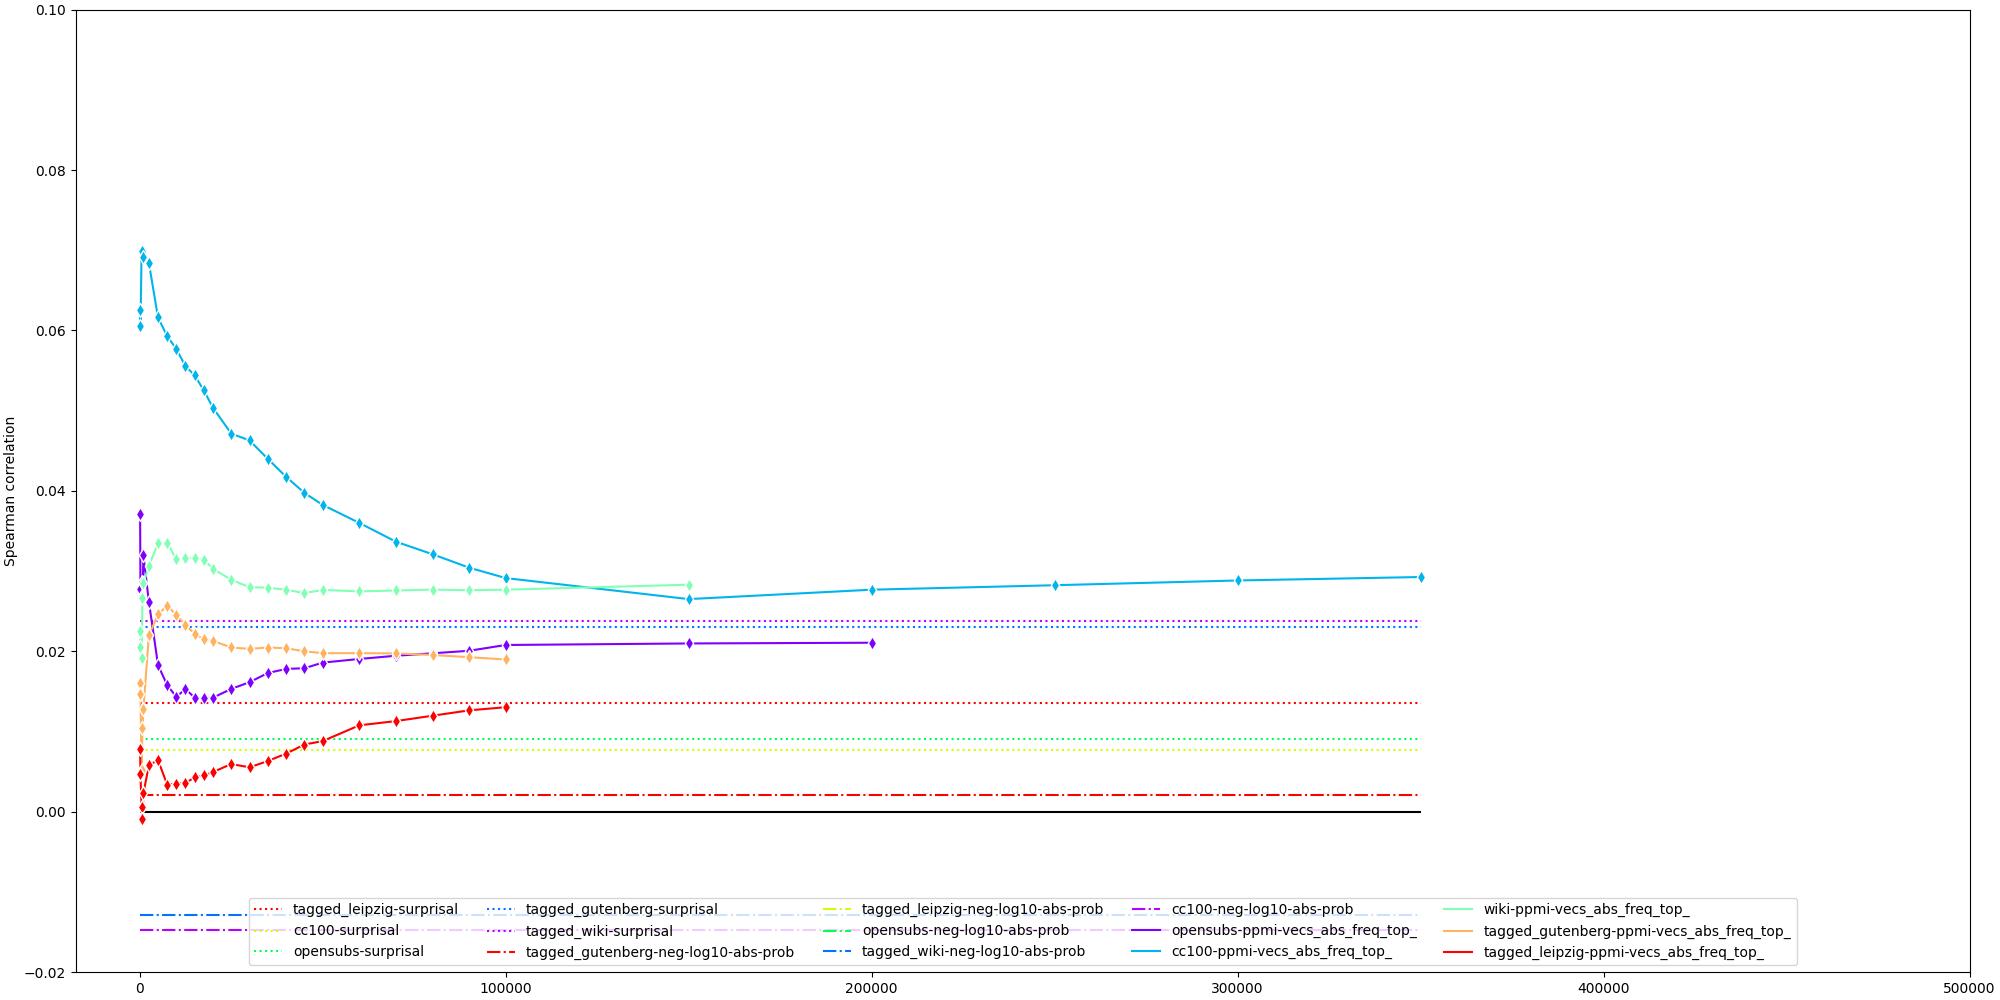 0.10
0.08
0.06
0.04
0.02
0.00
−0.02
Spearman correlation
tagged_leipzig-surprisal
cc100-surprisal
opensubs-surprisal
tagged_gutenberg-surprisal
tagged_wiki-surprisal
tagged_gutenberg-neg-log10-abs-prob
tagged_leipzig-neg-log10-abs-prob
opensubs-neg-log10-abs-prob
tagged_wiki-neg-log10-abs-prob
cc100-neg-log10-abs-prob
opensubs-ppmi-vecs_abs_freq_top_
cc100-ppmi-vecs_abs_freq_top_
wiki-ppmi-vecs_abs_freq_top_
tagged_gutenberg-ppmi-vecs_abs_freq_top_
tagged_leipzig-ppmi-vecs_abs_freq_top_
0 100000 200000 300000 400000 500000